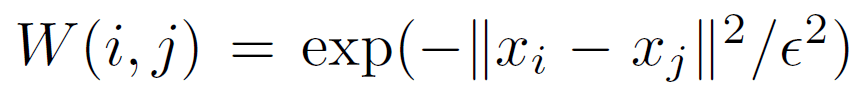 W(i, j) = exp(−‖x_i − x_j‖²/ϵ²)